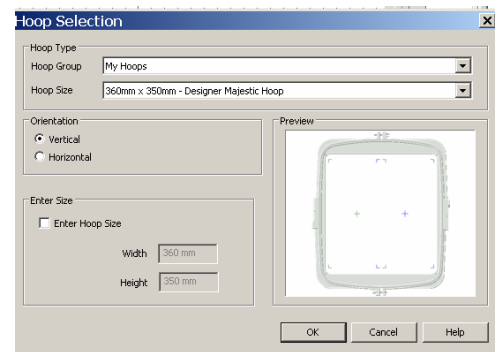 Hoop Selection
Hoop Type
Hoop Group My Hoops
Hoop Size 360mm x 350mm - Designer Majestic Hoop
Orientation
Vertical
Horizontal
Preview
Enter Size
Enter Hoop Size
Width 360 mm
Height 350 mm
OK Cancel Help